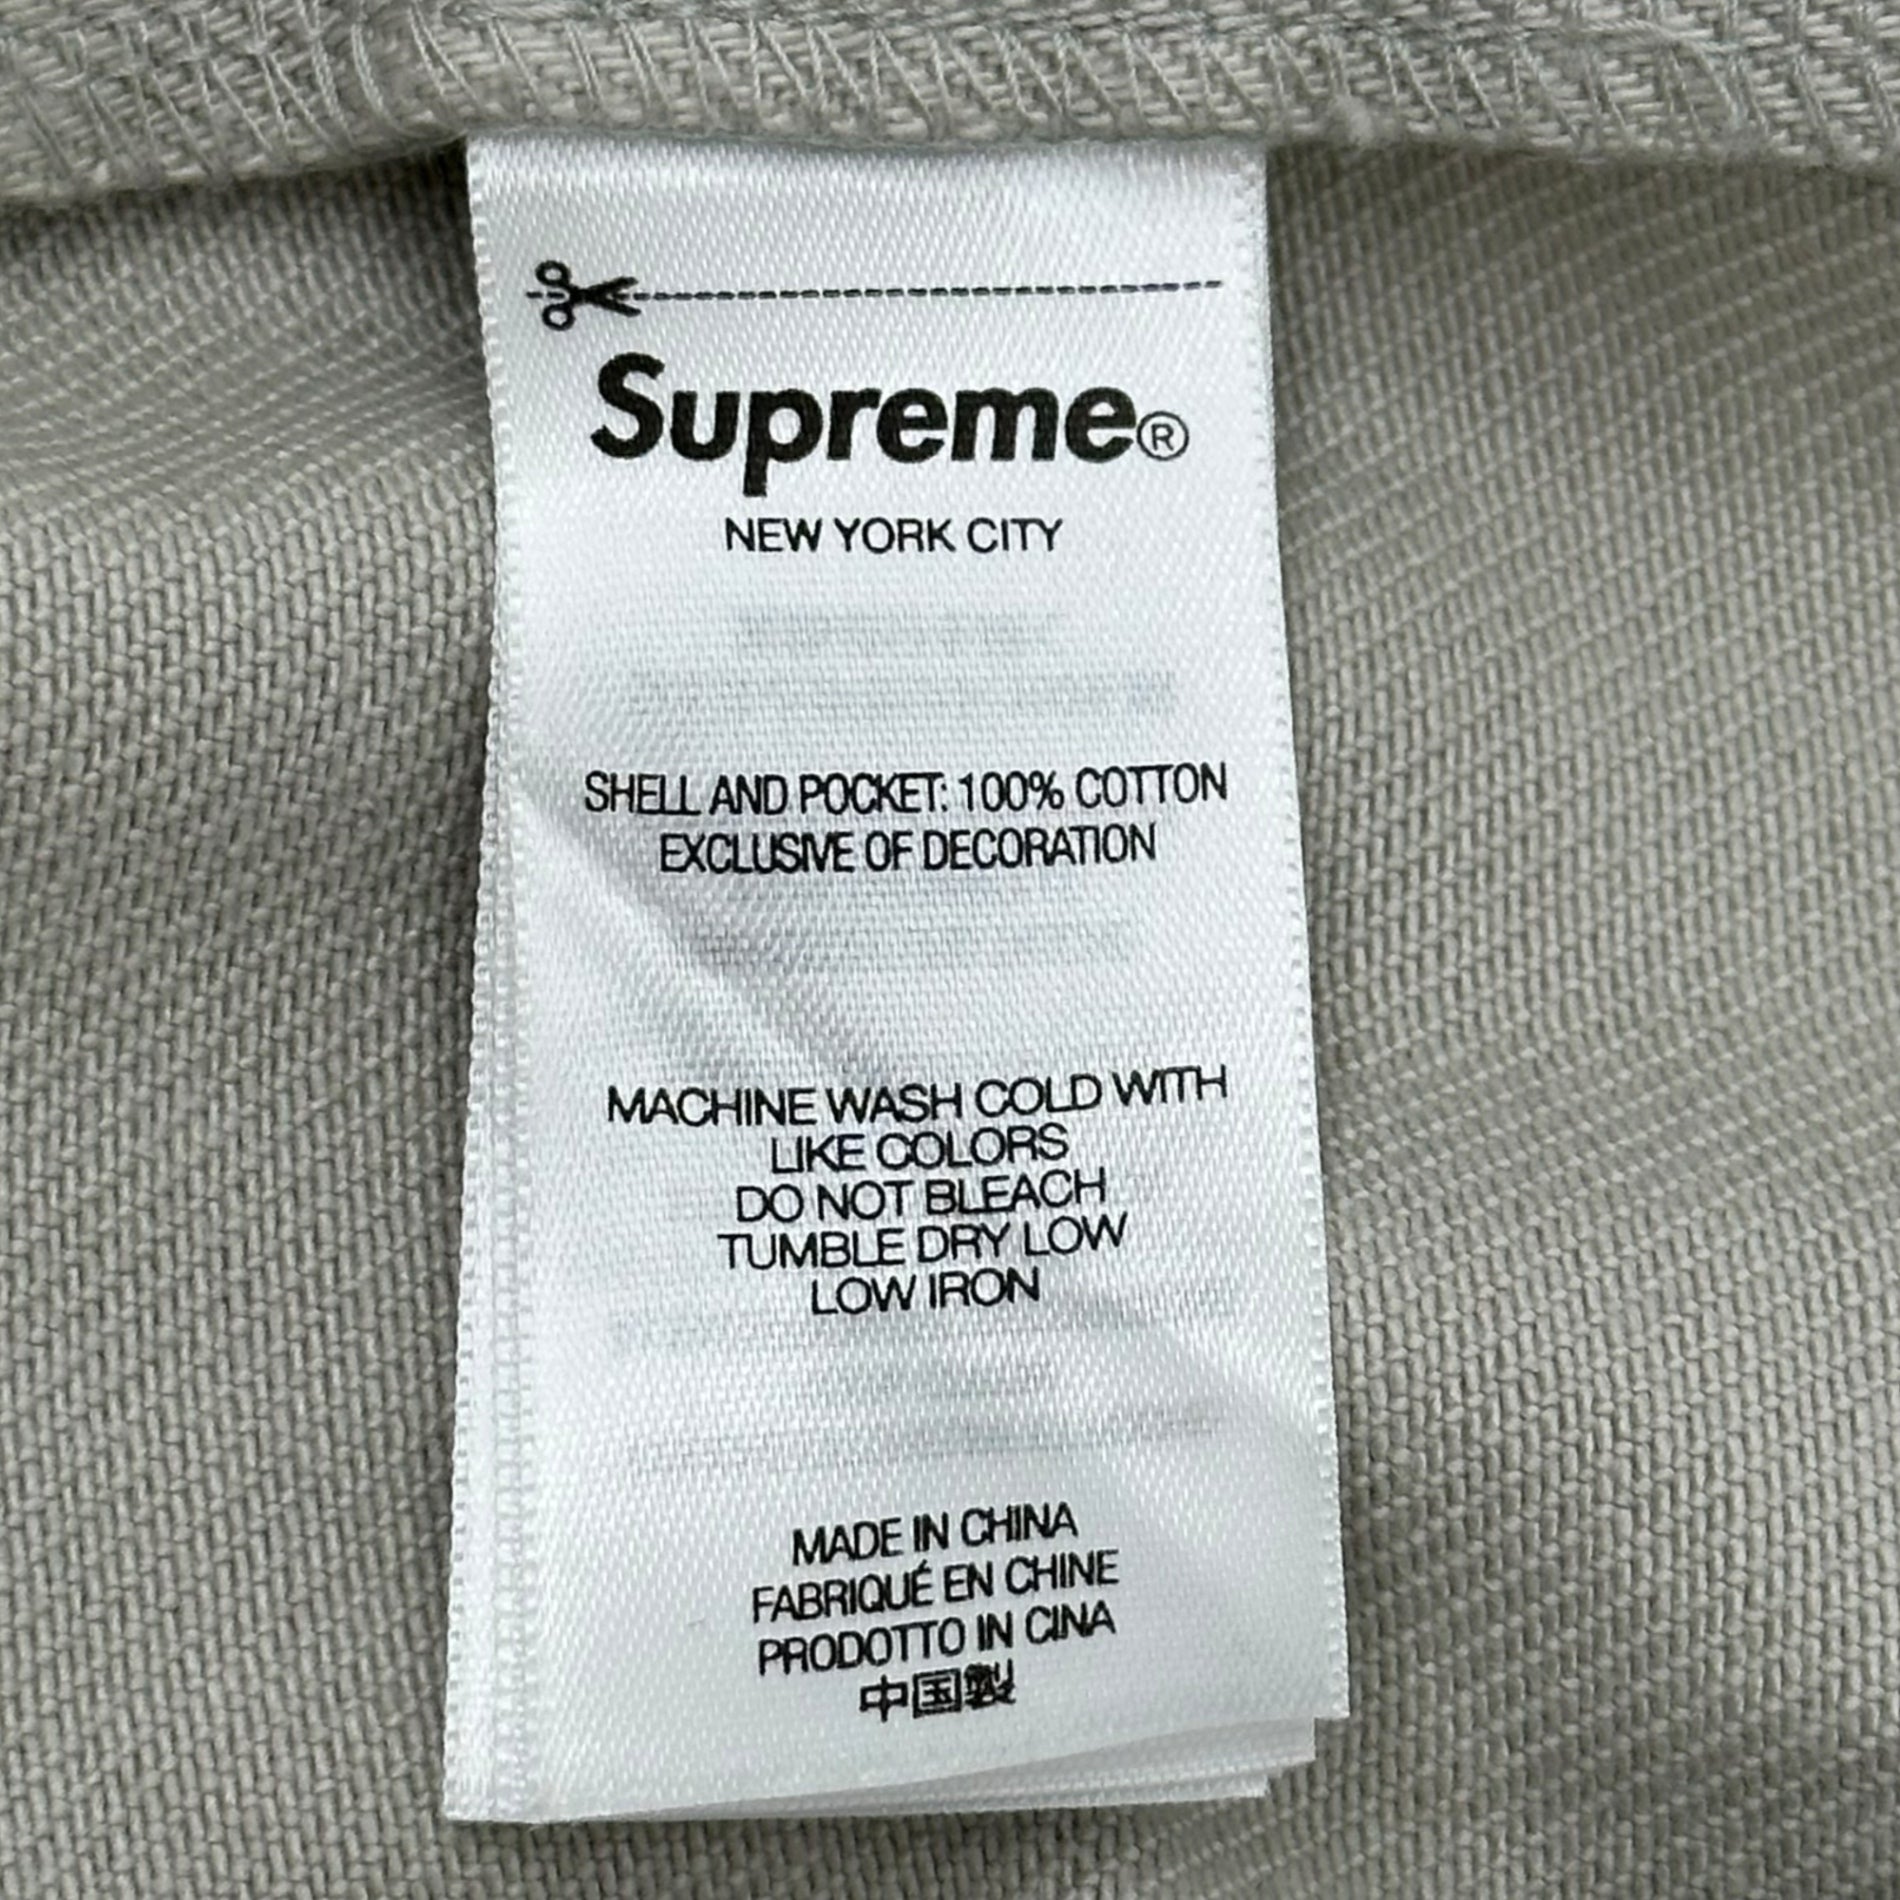 Supreme®
NEW YORK CITY
SHELL AND POCKET: 100% COTTON
EXCLUSIVE OF DECORATION
MACHINE WASH COLD WITH
LIKE COLORS
DO NOT BLEACH
TUMBLE DRY LOW
LOW IRON
MADE IN CHINA
FABRIQUÉ EN CHINE
PRODOTTO IN CINA
中国製